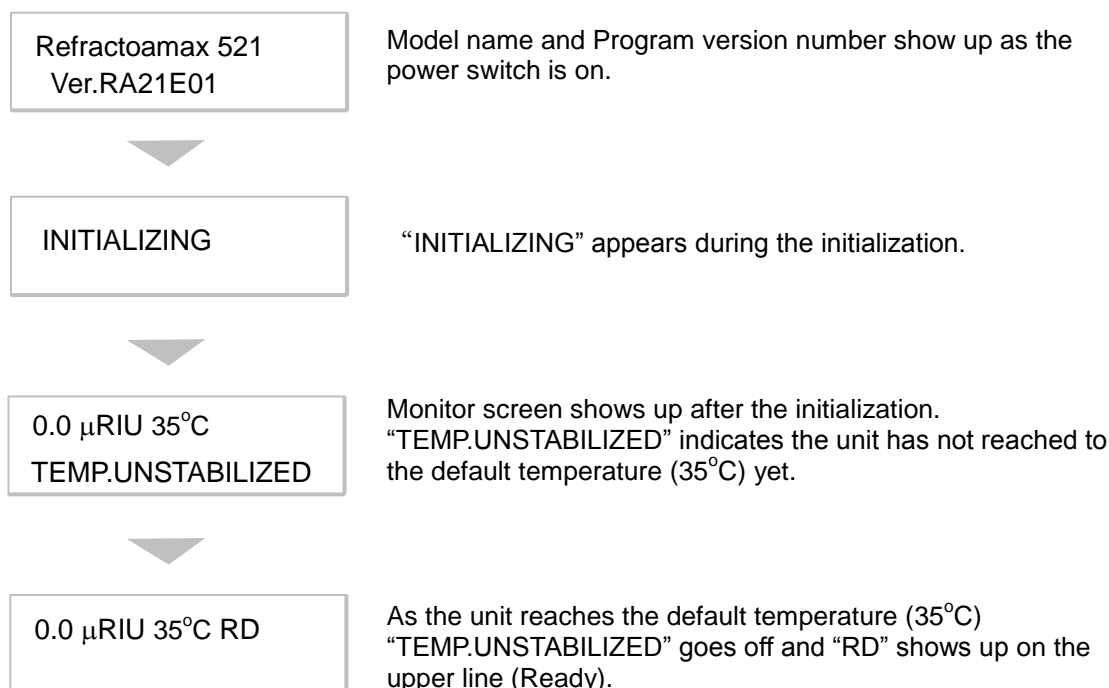 Refractoamax 521
Ver.RA21E01
Model name and Program version number show up as the
power switch is on.
INITIALIZING
“INITIALIZING” appears during the initialization.
0.0 μRIU 35°C
TEMP.UNSTABILIZED
Monitor screen shows up after the initialization.
“TEMP.UNSTABILIZED” indicates the unit has not reached to
the default temperature (35°C) yet.
0.0 μRIU 35°C RD
As the unit reaches the default temperature (35°C)
“TEMP.UNSTABILIZED” goes off and “RD” shows up on the
upper line (Ready).